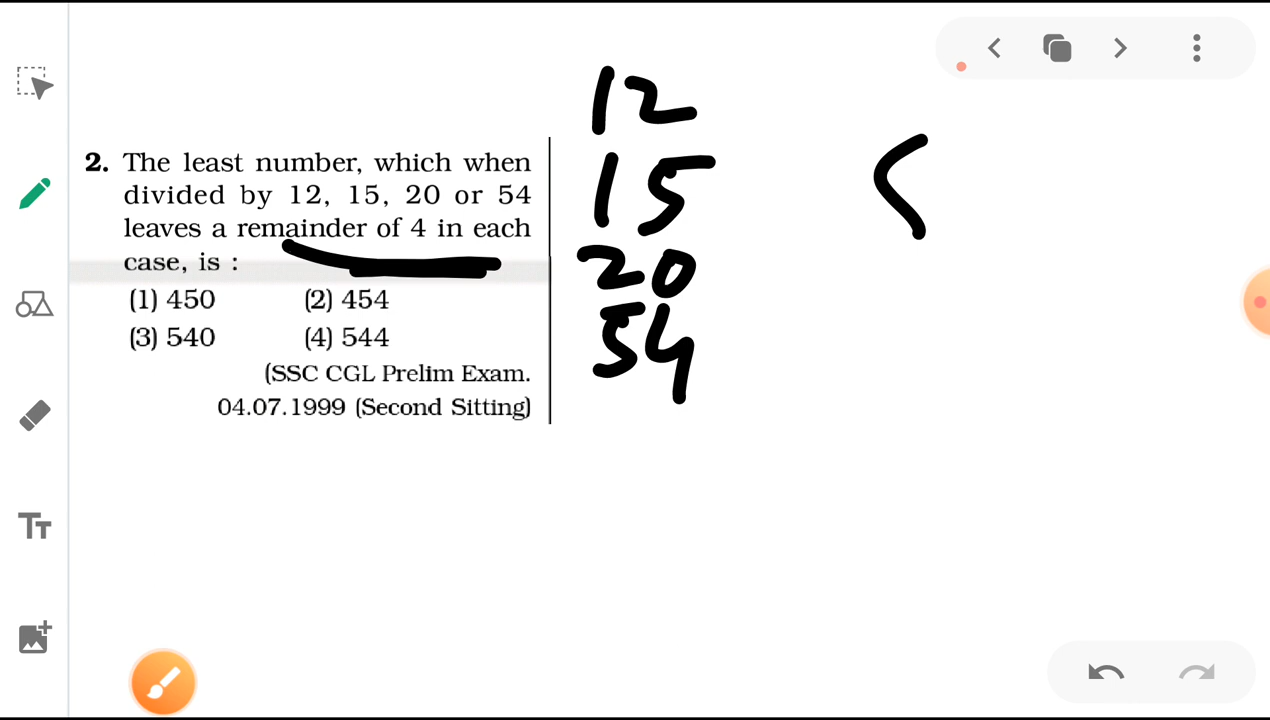 2. The least number, which when
divided by 12, 15, 20 or 54
leaves a remainder of 4 in each
case, is :
(1) 450 (2) 454
(3) 540 (4) 544
(SSC CGL Prelim Exam.
04.07.1999 (Second Sitting)
12
15
20
54
Tт